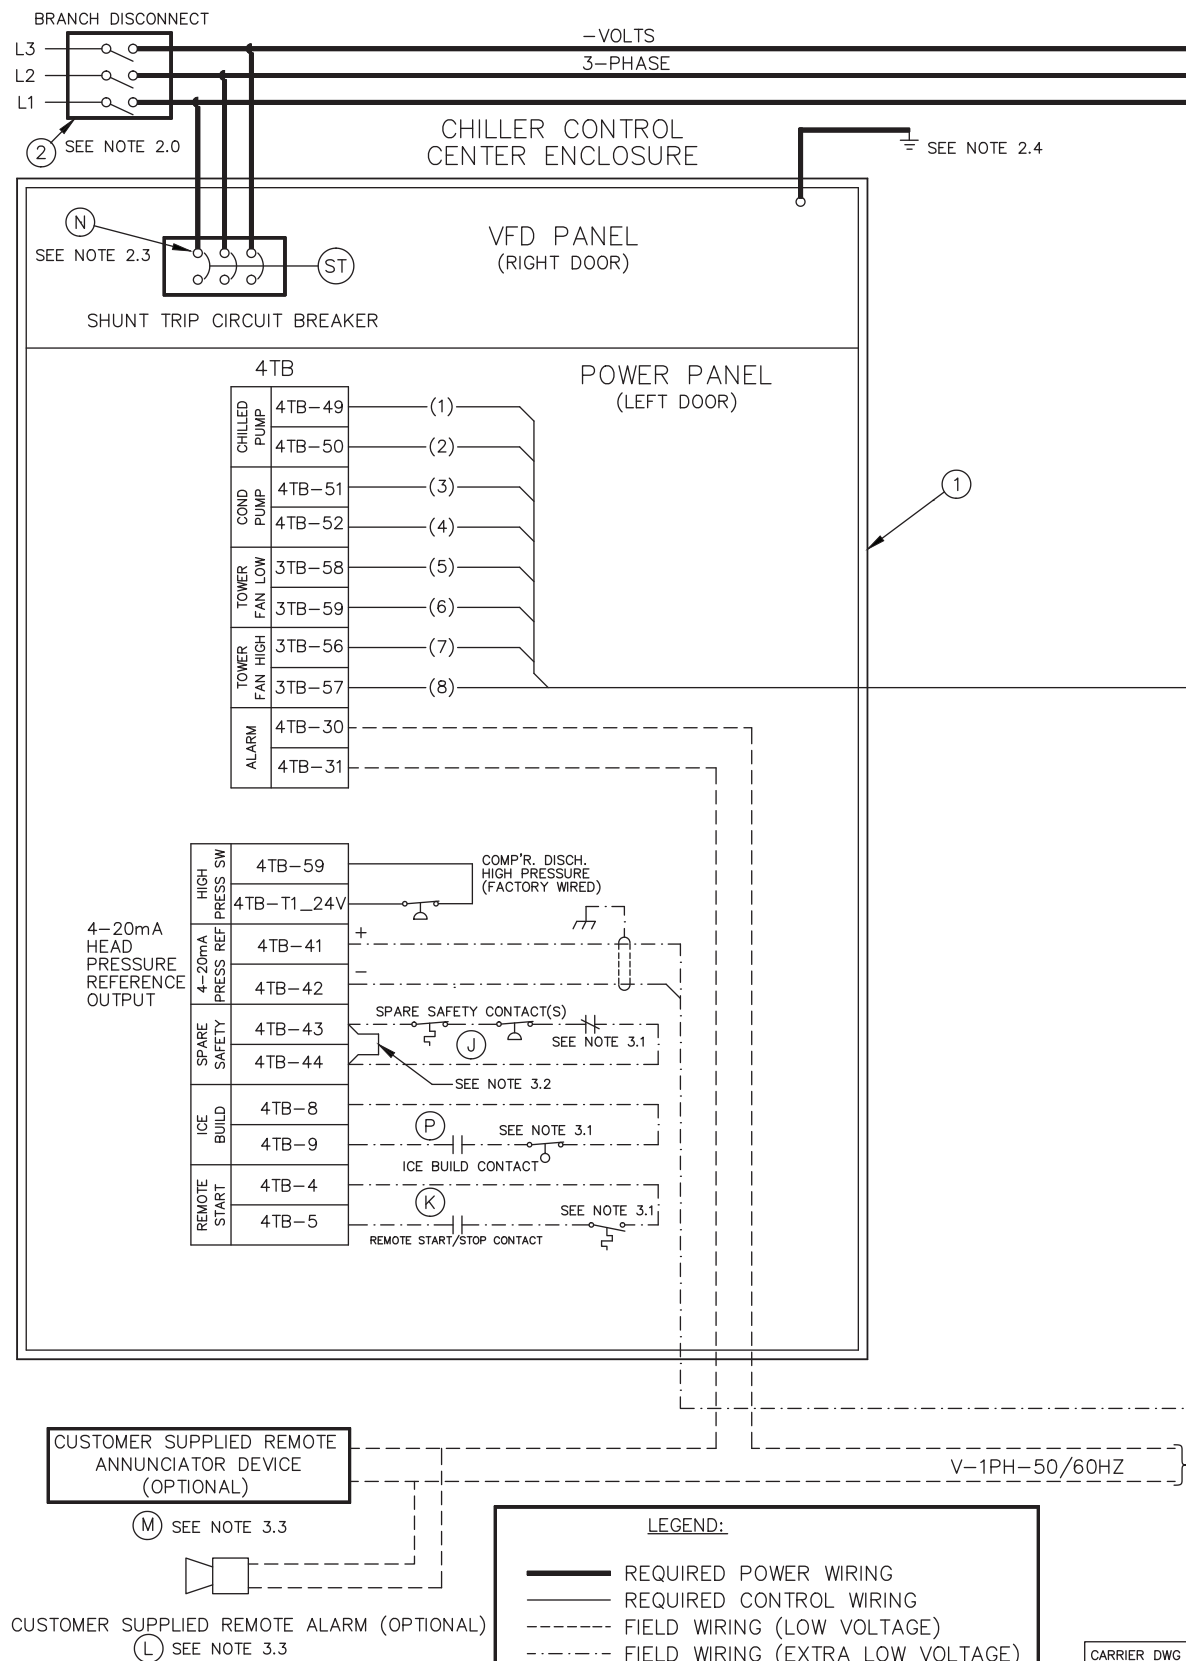 BRANCH DISCONNECT
L3
L2
L1
-VOLTS
3-PHASE
2
SEE NOTE 2.0
CHILLER CONTROL
CENTER ENCLOSURE
SEE NOTE 2.4
N
SEE NOTE 2.3
ST
VFD PANEL
(RIGHT DOOR)
SHUNT TRIP CIRCUIT BREAKER
4TB
POWER PANEL
(LEFT DOOR)
1
CHILLED
PUMP
4TB-49
(1)
4TB-50
(2)
COND
PUMP
4TB-51
(3)
4TB-52
(4)
TOWER
FAN LOW
3TB-58
(5)
3TB-59
(6)
TOWER
FAN HIGH
3TB-56
(7)
3TB-57
(8)
ALARM
4TB-30
4TB-31
HIGH
PRESS SW
4TB-59
4TB-T1_24V
COMP'R. DISCH.
HIGH PRESSURE
(FACTORY WIRED)
4-20mA
HEAD
PRESSURE
REFERENCE
OUTPUT
4-20mA
PRESS REF
4TB-41
+
4TB-42
-
SPARE
SAFETY
4TB-43
4TB-44
SPARE SAFETY CONTACT(S)
J
SEE NOTE 3.1
SEE NOTE 3.2
ICE
BUILD
4TB-8
4TB-9
P
SEE NOTE 3.1
ICE BUILD CONTACT
REMOTE
START
4TB-4
4TB-5
K
SEE NOTE 3.1
REMOTE START/STOP CONTACT
CUSTOMER SUPPLIED REMOTE
ANNUNCIATOR DEVICE
(OPTIONAL)
V-1PH-50/60HZ
M
SEE NOTE 3.3
CUSTOMER SUPPLIED REMOTE ALARM (OPTIONAL)
L
SEE NOTE 3.3
LEGEND:
REQUIRED POWER WIRING
REQUIRED CONTROL WIRING
FIELD WIRING (LOW VOLTAGE)
FIELD WIRING (EXTRA LOW VOLTAGE)
CARRIER DWG